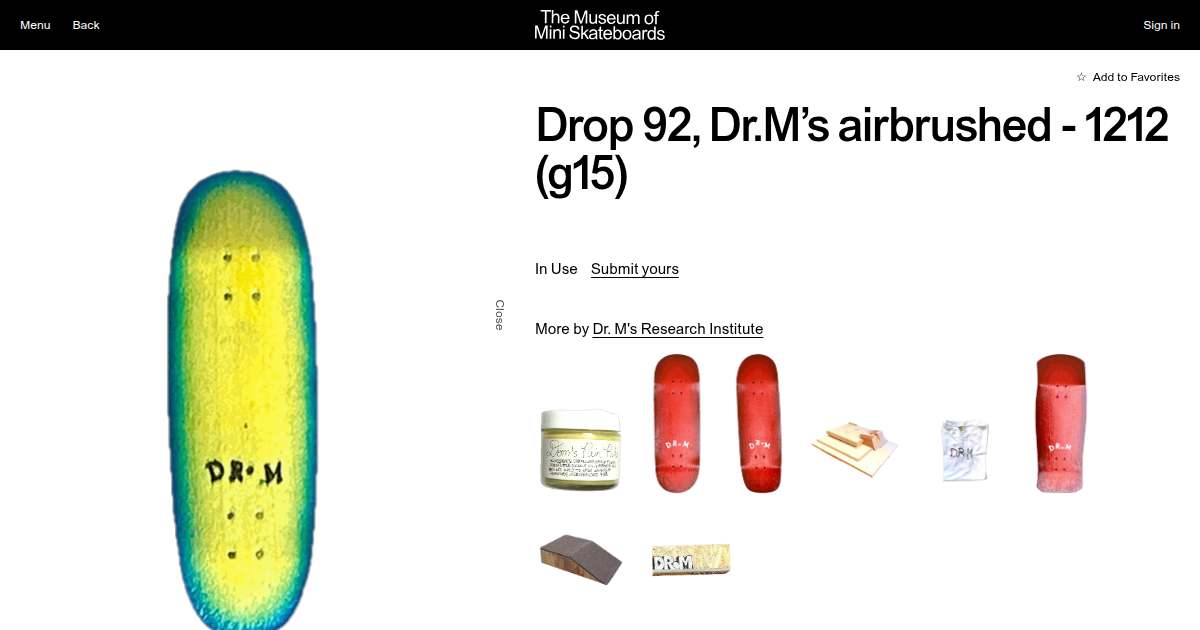 Menu
Back
The Museum of
Mini Skateboards
Sign in
☆ Add to Favorites
Drop 92, Dr.M’s airbrushed - 1212
(g15)
In Use
Submit yours
Close
More by Dr. M's Research Institute
DR•M
DR•M
DR•M
DR.M
DR•M
DR.M